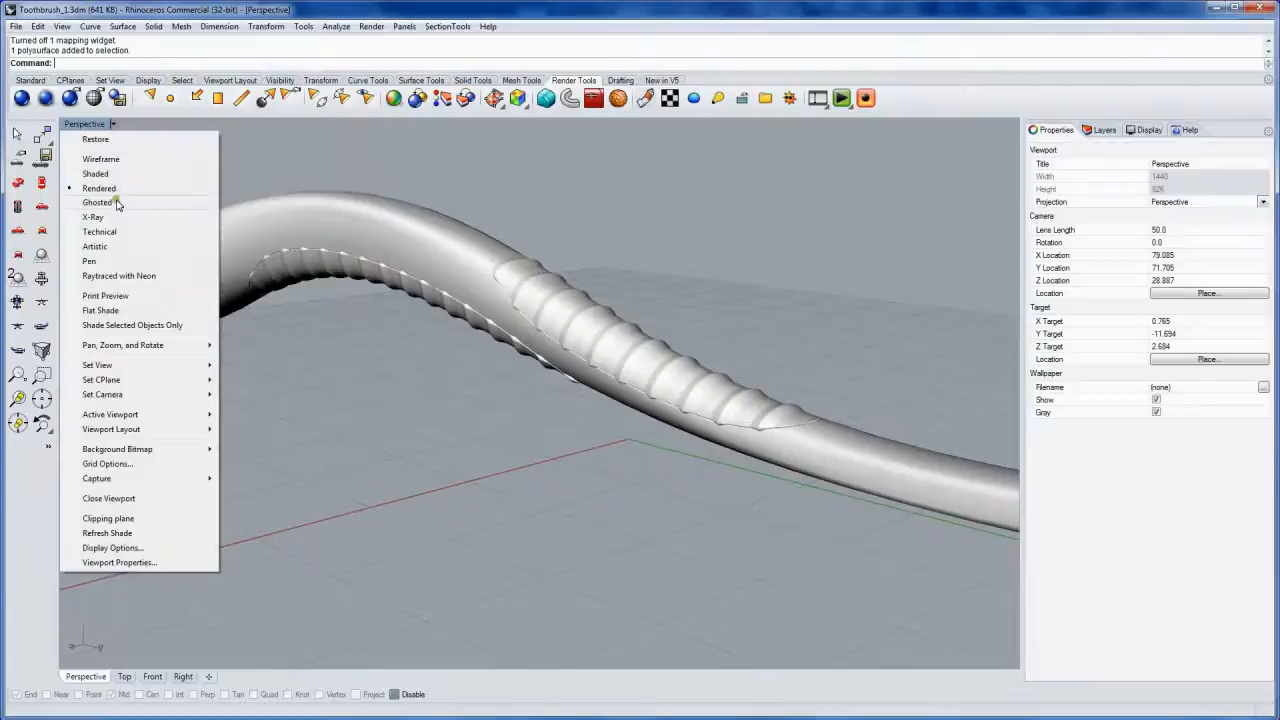 Toothbrush_1.3dm (641 KB) - Rhinoceros Commercial (32-bit) - [Perspective]
File Edit View Curve Surface Solid Mesh Dimension Transform Tools Analyze Render Panels SectionTools Help
Turned off 1 mapping widget.
1 polysurface added to selection.
Command:
Standard CPlanes Set View Display Select Viewport Layout Visibility Transform Curve Tools Surface Tools Solid Tools Mesh Tools Render Tools Drafting New in V5
Perspective
Restore
Wireframe
Shaded
Rendered
Ghosted
X-Ray
Technical
Artistic
Pen
Raytraced with Neon
Print Preview
Flat Shade
Shade Selected Objects Only
Pan, Zoom, and Rotate
Set View
Set CPlane
Set Camera
Active Viewport
Viewport Layout
Background Bitmap
Grid Options...
Capture
Close Viewport
Clipping plane
Refresh Shade
Display Options...
Viewport Properties...
Properties Layers Display Help
Viewport
Title Perspective
Width 1440
Height 826
Projection Perspective
Camera
Lens Length 50.0
Rotation 0.0
X Location 79.085
Y Location 71.705
Z Location 28.887
Location Place...
Target
X Target 0.765
Y Target -11.694
Z Target 2.684
Location Place...
Wallpaper
Filename (none) ...
Show
Gray
Perspective Top Front Right
End Near Point Mid Cen Int Perp Tan Quad Knot Vertex Project Disable